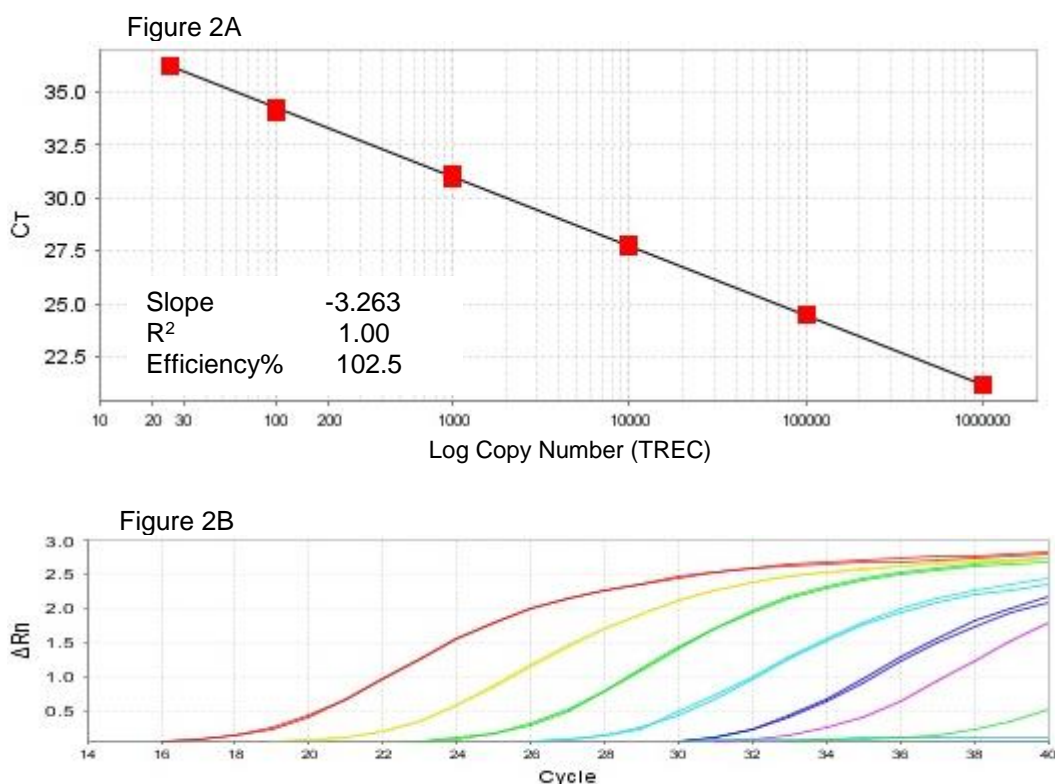 Figure 2A
35.0
32.5
30.0
27.5
25.0
22.5
CT
Slope -3.263
R2 1.00
Efficiency% 102.5
10 20 30 100 200 1000 10000 100000 1000000
Log Copy Number (TREC)
Figure 2B
3.0
2.5
2.0
1.5
1.0
0.5
ΔRn
14 16 18 20 22 24 26 28 30 32 34 36 38 40
Cycle